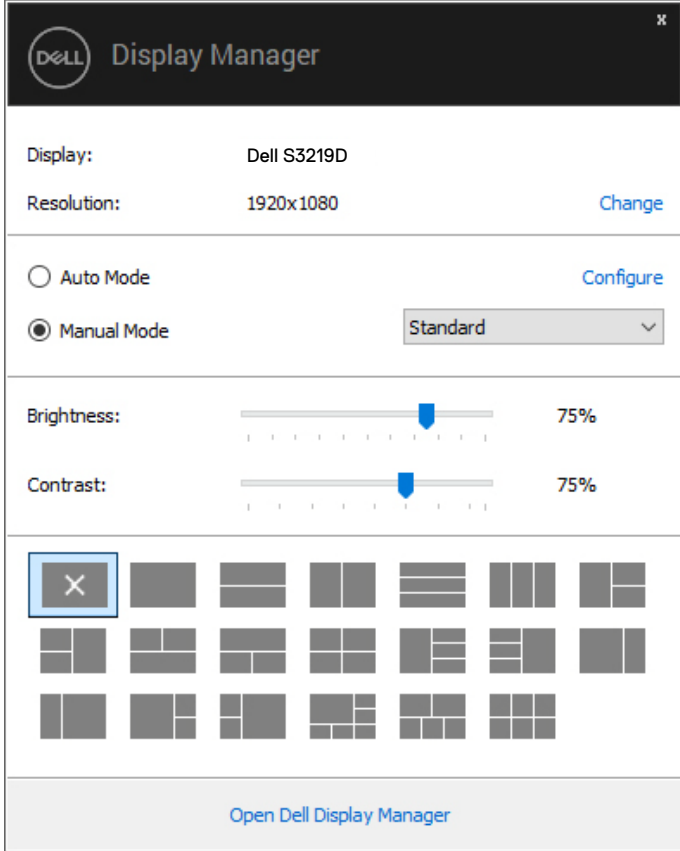 x
DELL Display Manager
Display: Dell S3219D
Resolution: 1920x1080 Change
Auto Mode Configure
Manual Mode Standard
Brightness: 75%
Contrast: 75%
Open Dell Display Manager